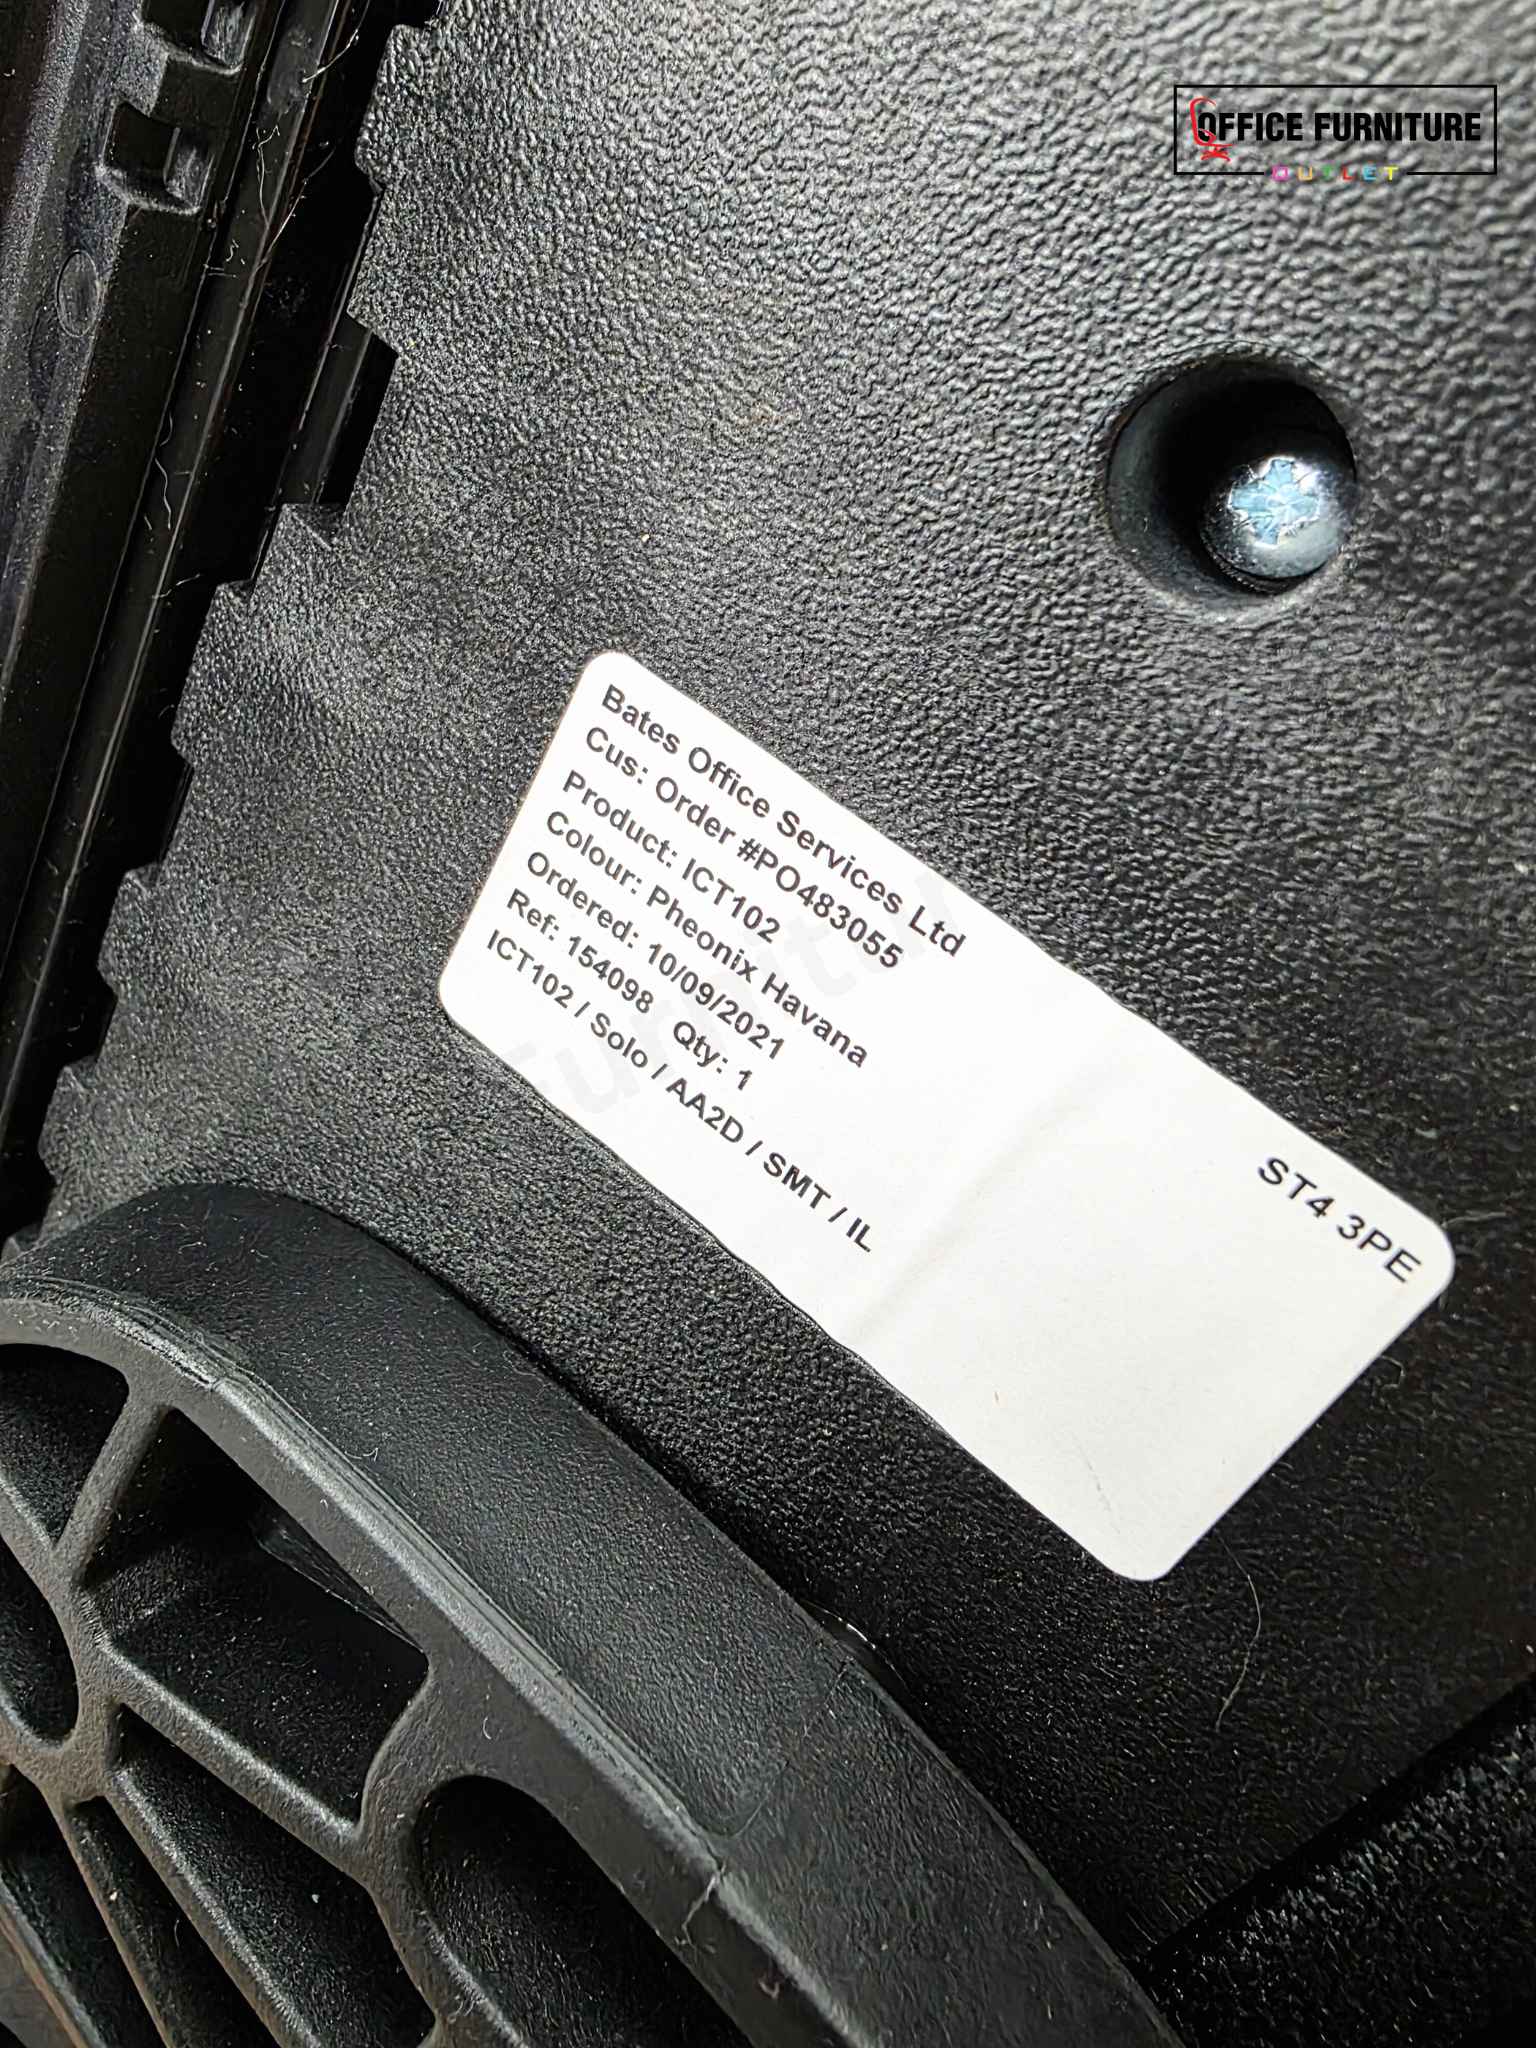 OFFICE FURNITURE
OUTLET
Bates Office Services Ltd
Cus: Order #PO483055
Product: ICT102
Colour: Pheonix Havana
Ordered: 10/09/2021
Ref: 154098 Qty: 1
ICT102 / Solo / AA2D / SMT / IL
ST4 3PE